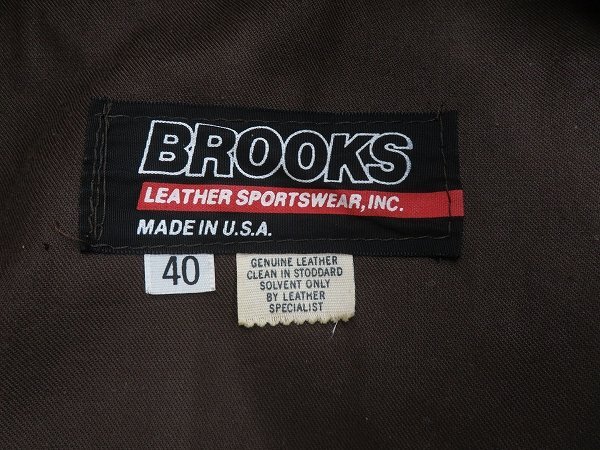 BROOKS
LEATHER SPORTSWEAR, INC.
MADE IN U.S.A.
40
GENUINE LEATHER
CLEAN IN STODDARD
SOLVENT ONLY
BY LEATHER
SPECIALIST